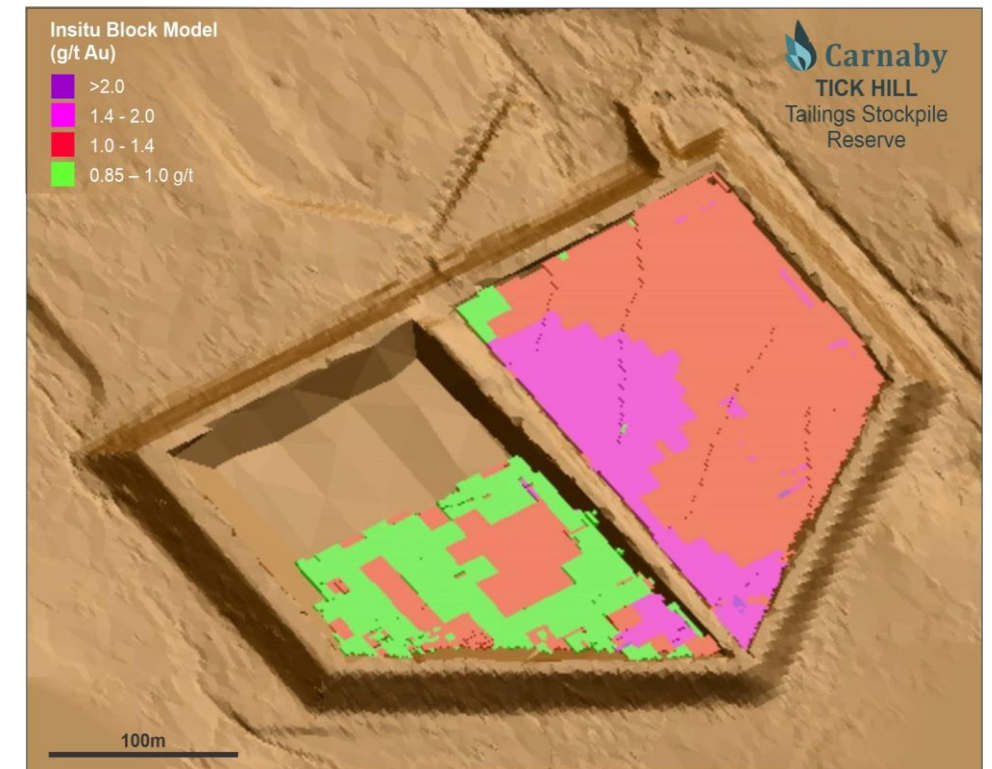 Insitu Block Model
(g/t Au)
>2.0
1.4 - 2.0
1.0 - 1.4
0.85 – 1.0 g/t
Carnaby
TICK HILL
Tailings Stockpile
Reserve
100m